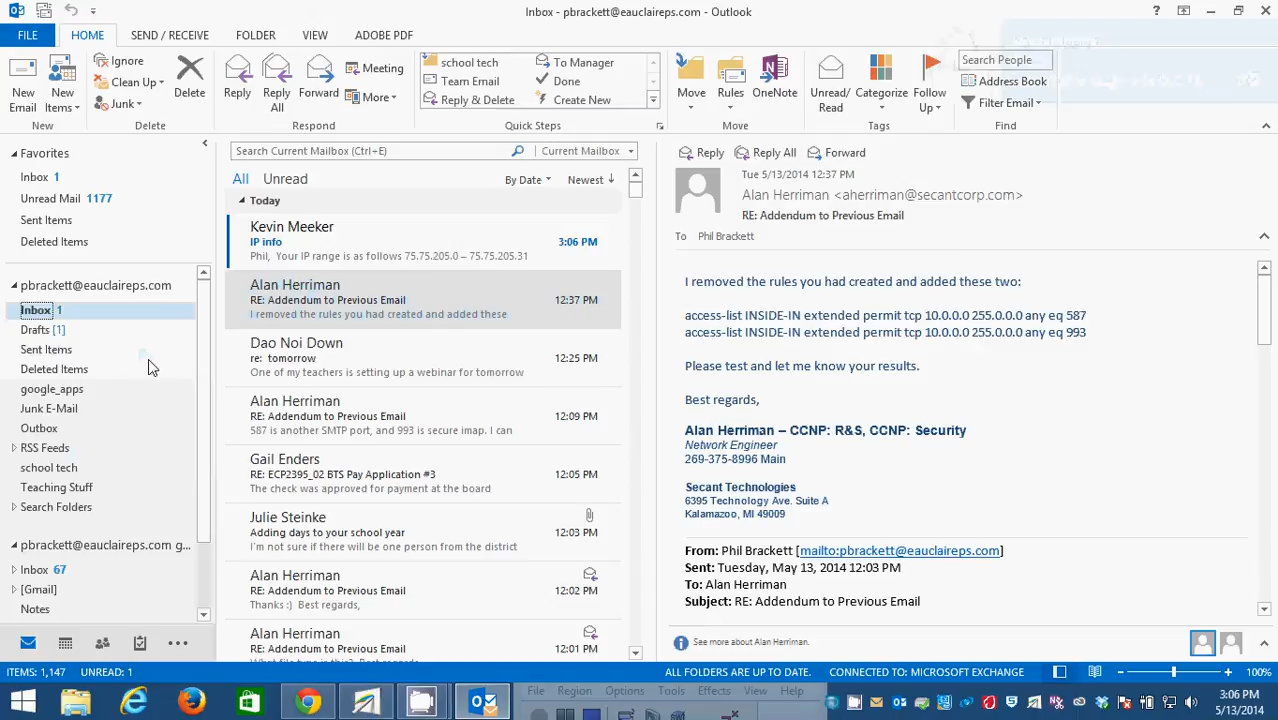 Inbox - pbrackett@eauclaireps.com - Outlook
FILE HOME SEND / RECEIVE FOLDER VIEW ADOBE PDF
New Email
New Items
Ignore
Clean Up
Junk
Delete
Reply
Reply All
Forward
Meeting
More
school tech
Team Email
Reply & Delete
To Manager
Done
Create New
Move
Rules
OneNote
Unread/ Read
Categorize
Follow Up
Search People
Address Book
Filter Email
New Delete Respond Quick Steps Move Tags Find
Favorites
Inbox 1
Unread Mail 1177
Sent Items
Deleted Items
pbrackett@eauclaireps.com
Inbox 1
Drafts [1]
Sent Items
Deleted Items
google_apps
Junk E-Mail
Outbox
RSS Feeds
school tech
Teaching Stuff
Search Folders
pbrackett@eauclaireps.com g...
Inbox 67
[Gmail]
Notes
Search Current Mailbox (Ctrl+E) Current Mailbox
All Unread By Date Newest
Today
Kevin Meeker
IP info 3:06 PM
Phil, Your IP range is as follows 75.75.205.0 – 75.75.205.31
Alan Herriman
RE: Addendum to Previous Email 12:37 PM
I removed the rules you had created and added these
Dao Noi Down
re: tomorrow 12:25 PM
One of my teachers is setting up a webinar for tomorrow
Alan Herriman
RE: Addendum to Previous Email 12:09 PM
587 is another SMTP port, and 993 is secure imap. I can
Gail Enders
RE: ECP2395_02 BTS Pay Application #3 12:05 PM
The check was approved for payment at the board
Julie Steinke
Adding days to your school year 12:03 PM
I'm not sure if there will be one person from the district
Alan Herriman
RE: Addendum to Previous Email 12:02 PM
Thanks :) Best regards,
Alan Herriman
RE: Addendum to Previous Email 12:01 PM
Reply Reply All Forward
Tue 5/13/2014 12:37 PM
Alan Herriman <aherriman@secantcorp.com>
RE: Addendum to Previous Email
To Phil Brackett
I removed the rules you had created and added these two:
access-list INSIDE-IN extended permit tcp 10.0.0.0 255.0.0.0 any eq 587
access-list INSIDE-IN extended permit tcp 10.0.0.0 255.0.0.0 any eq 993
Please test and let me know your results.
Best regards,
Alan Herriman – CCNP: R&S, CCNP: Security
Network Engineer
269-375-8996 Main
Secant Technologies
6395 Technology Ave. Suite A
Kalamazoo, MI 49009
From: Phil Brackett [mailto:pbrackett@eauclaireps.com]
Sent: Tuesday, May 13, 2014 12:03 PM
To: Alan Herriman
Subject: RE: Addendum to Previous Email
See more about Alan Herriman.
ITEMS: 1,147 UNREAD: 1 ALL FOLDERS ARE UP TO DATE. CONNECTED TO: MICROSOFT EXCHANGE 100%
File Region Options Tools Effects View Help
3:06 PM
5/13/2014